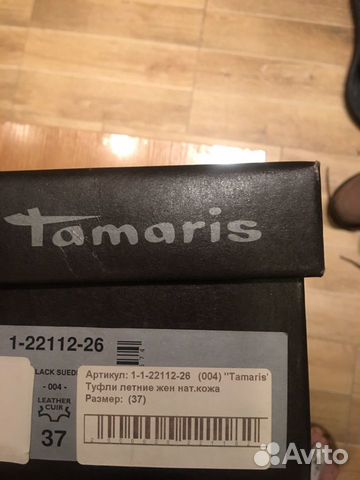 Tamaris
1-22112-26
LACK SUED
- 004 -
LEATHER
CUIR
37
Артикул: 1-1-22112-26 (004) "Tamaris'
Туфли летние жен нат.кожа
Размер: (37)
Avito